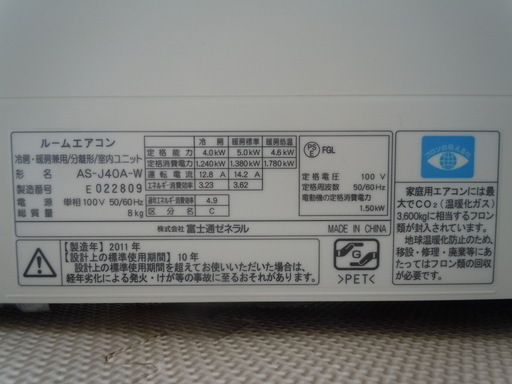 ルームエアコン
冷房・暖房兼用/分離形/室内ユニット
形 名 AS-J40A-W
製造番号 E 022809
電 源 単相100V 50/60Hz
総 質 量 8kg
冷 房 暖房標準 暖房低温
定 格 能 力 4.0kW 5.0kW 4.6kW
定格消費電力 1.240kW 1.380kW 1.780kW
運 転 電 流 12.8 A 14.2 A
エネルギー消費効率 3.23 3.62
通年エネルギー消費効率 4.9
区 分 名 C
株式会社 富士通ゼネラル
PS
E
FGL
定格電圧 100 V
定格周波数 50/60Hz
電動機の定格消費電力
1.50kW
MADE IN CHINA
フロンの見える化
家庭用エアコンには最
大でCO2(温暖化ガス)
3,600kgに相当するフロン
類が封入されています。
地球温暖化防止のため、
移設・修理・廃棄等にあ
たってはフロン類の回収
が必要です。
【製造年】2011年
【設計上の標準使用期間】10年
設計上の標準使用期間を超えてお使いいただいた場合は、
経年劣化による発火・けが等の事故に至るおそれがあります。
G
>PET<